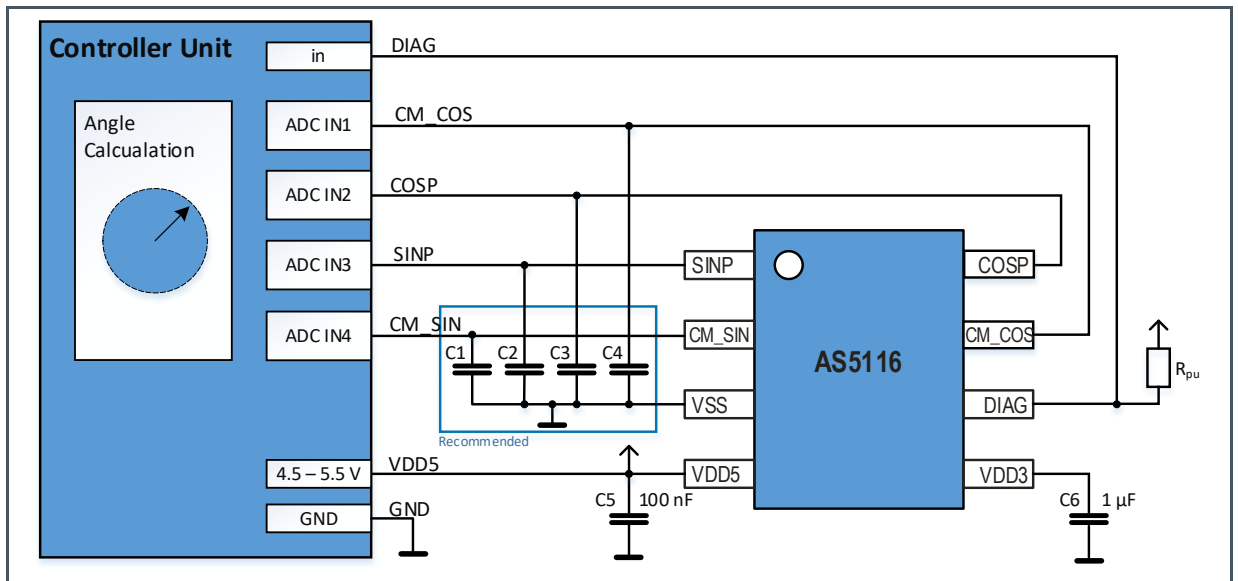 Controller Unit
in
DIAG
Angle
Calcualation
ADC IN1
CM_COS
ADC IN2
COSP
ADC IN3
SINP
ADC IN4
CM_SIN
C1
C2
C3
C4
Recommended
SINP
CM_SIN
VSS
VDD5
AS5116
COSP
CM_COS
DIAG
VDD3
Rpu
4.5 – 5.5 V
VDD5
GND
GND
C5
100 nF
C6
1 µF